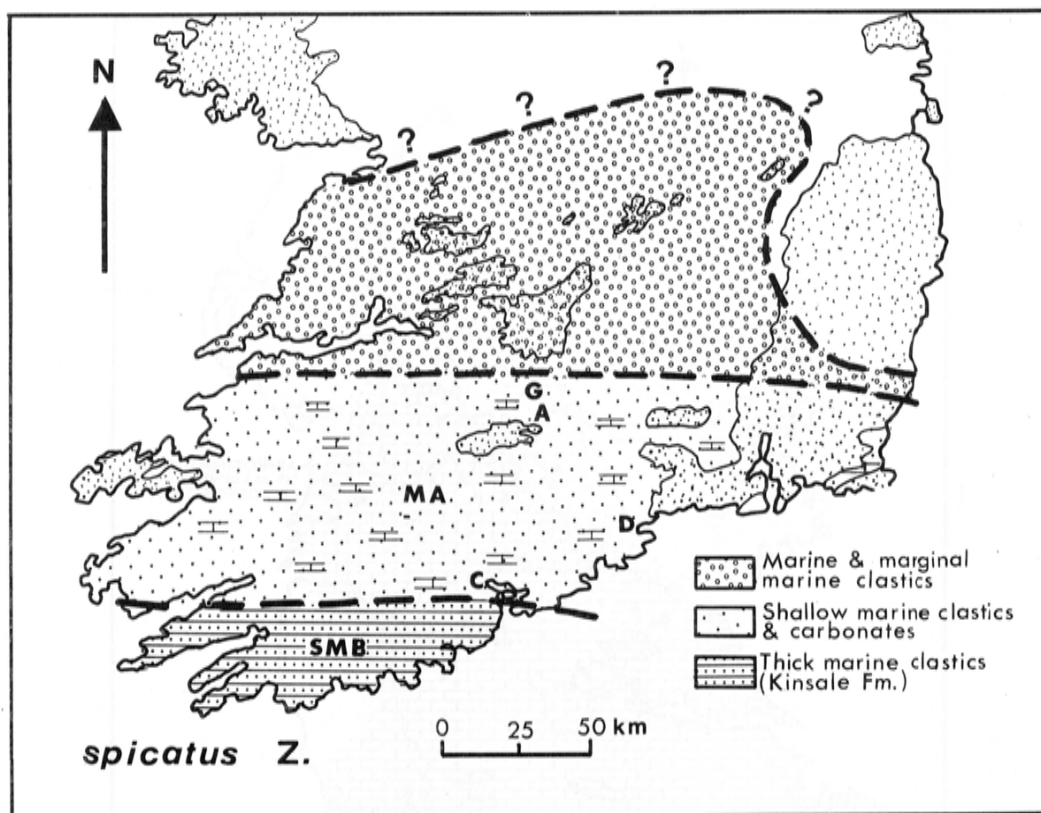 N
?
?
?
?
G
A
MA
D
C
SMB
Marine & marginal
marine clastics
Shallow marine clastics
& carbonates
Thick marine clastics
(Kinsale Fm.)
0 25 50 km
spicatus Z.